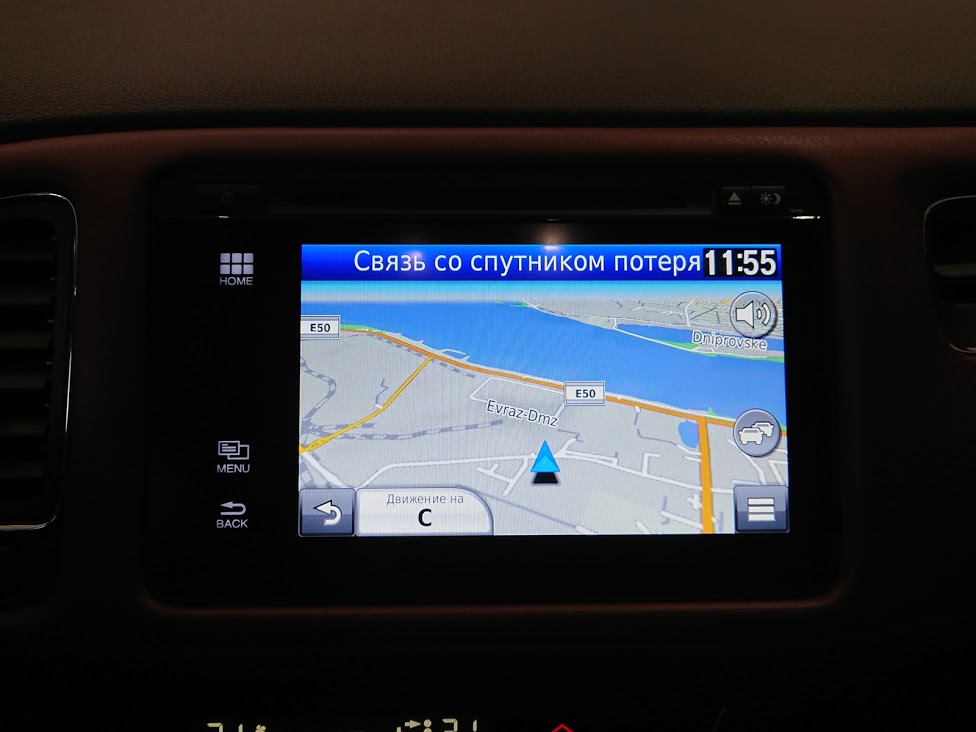 HOME
Связь со спутником потеря
11:55
E50
Dniprovske
E50
Evraz-Dmz
MENU
Движение на
С
BACK